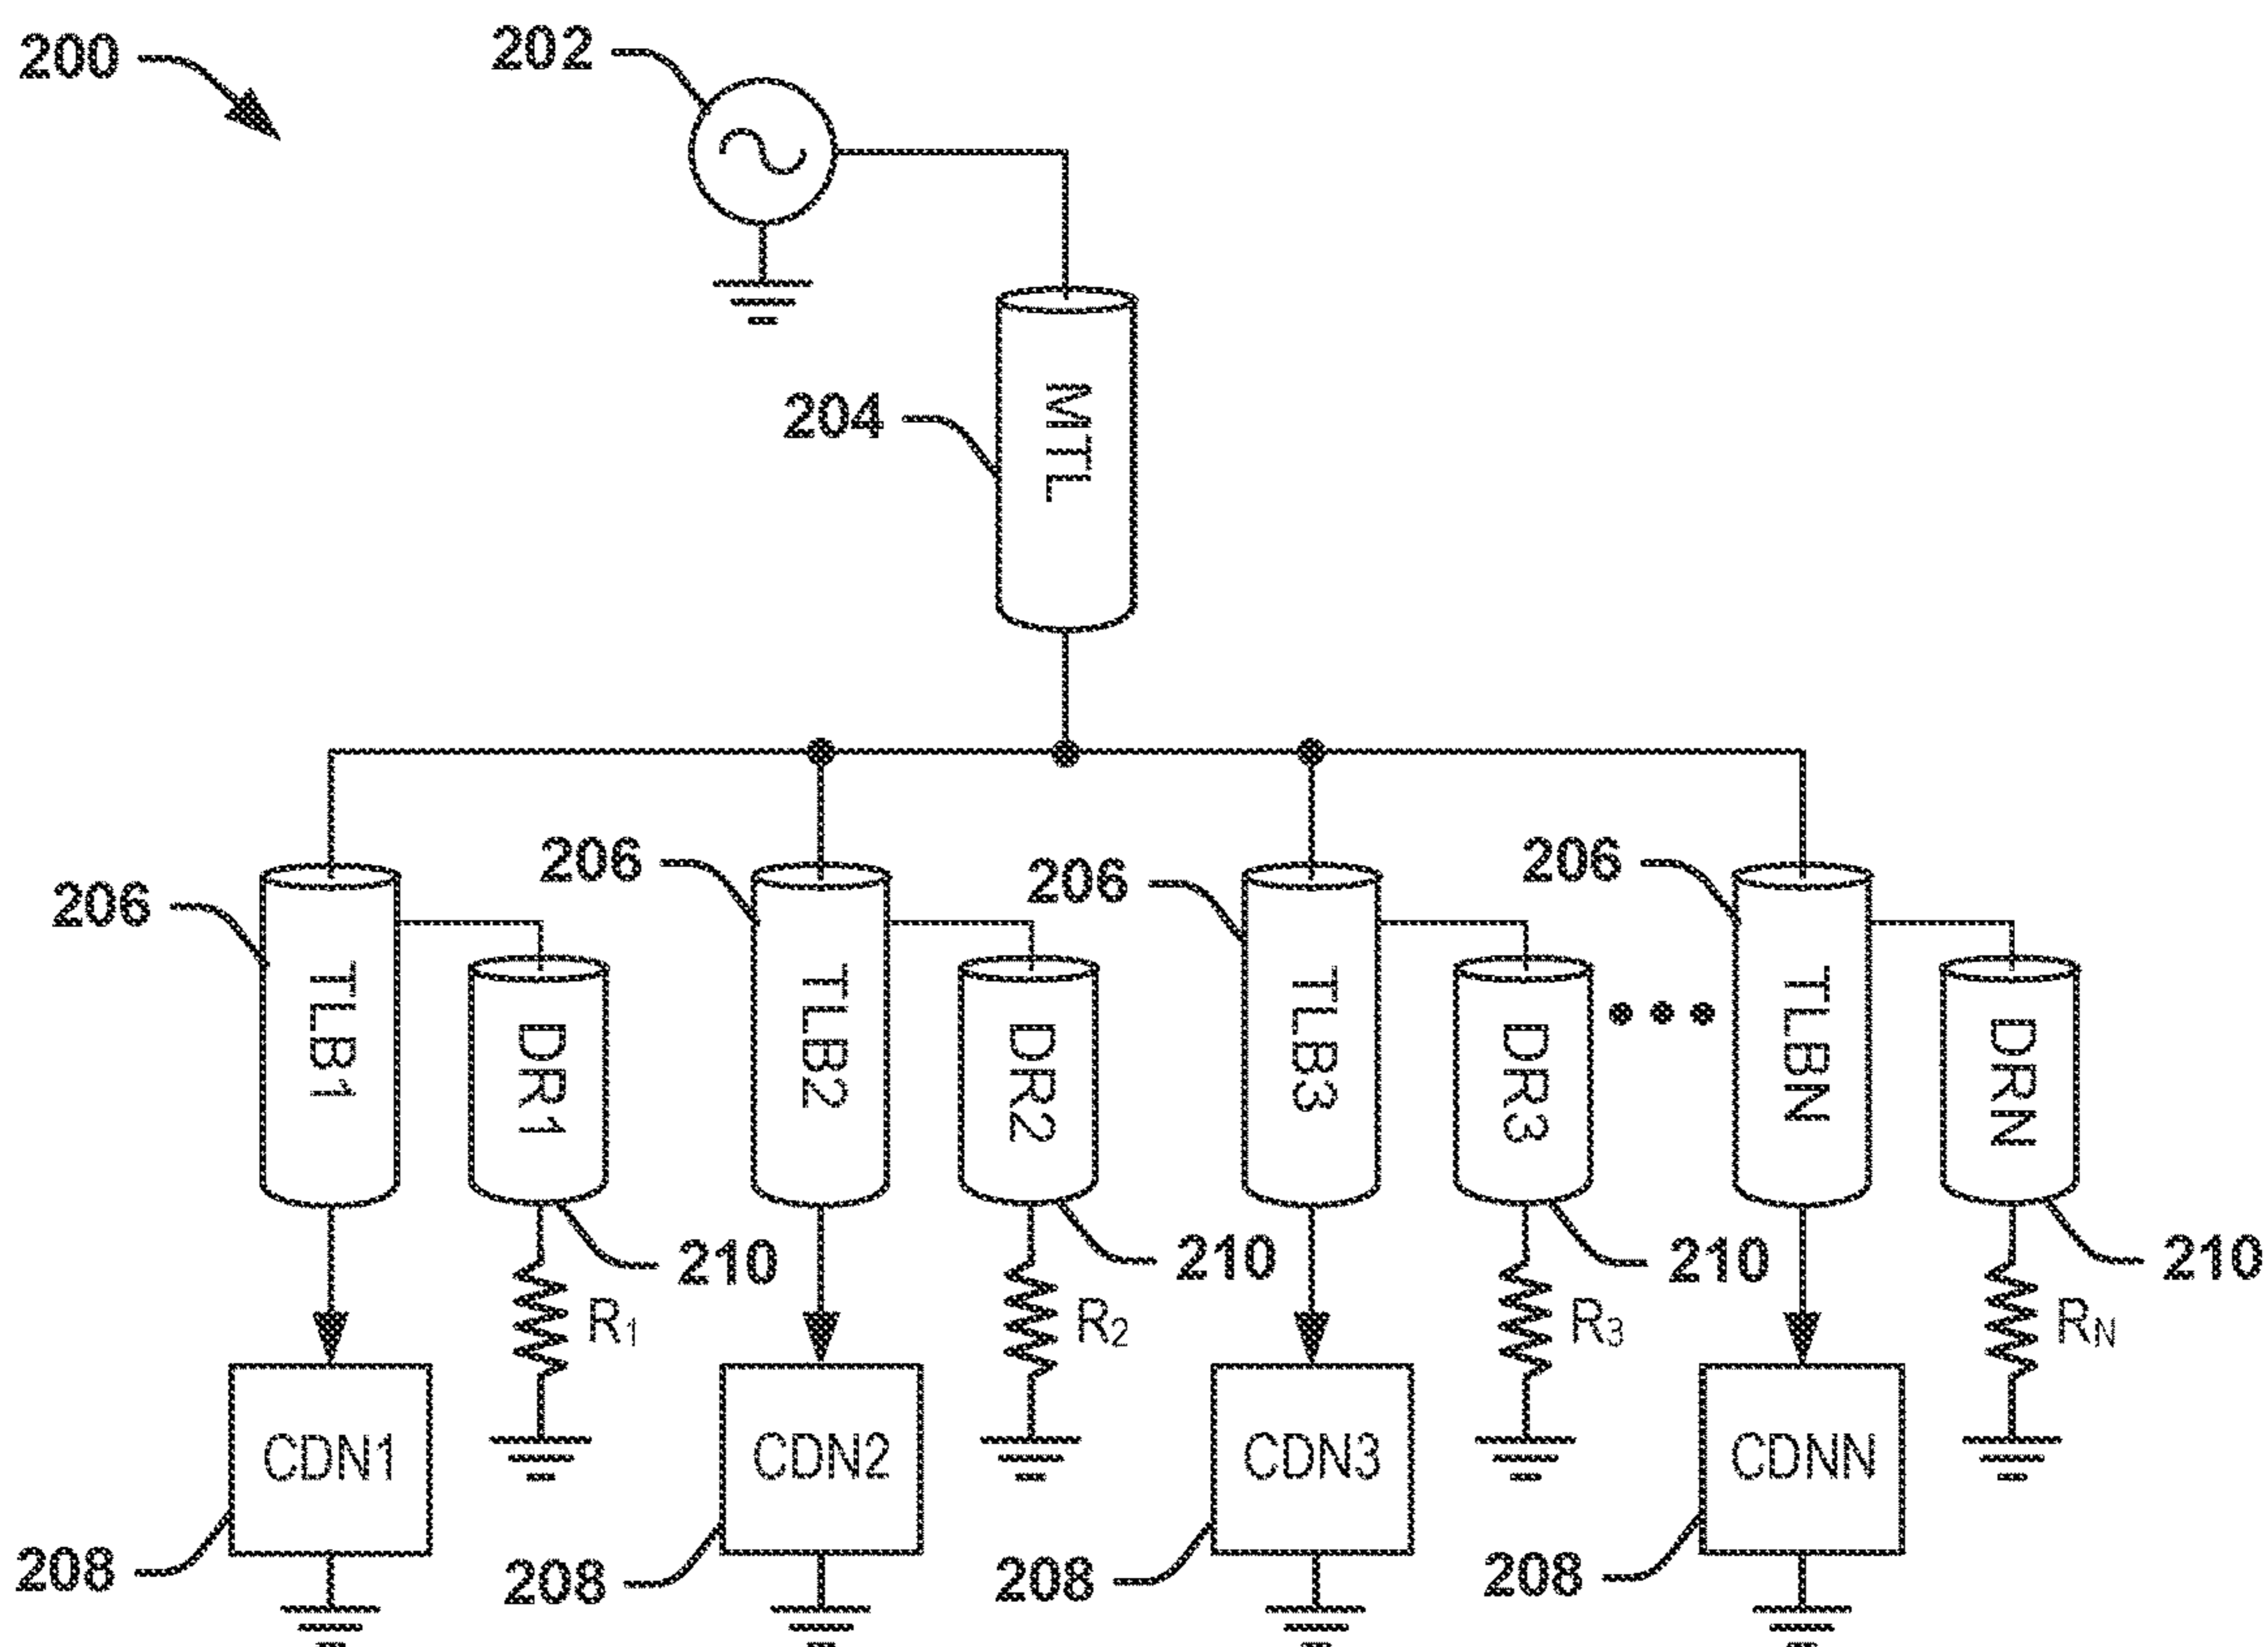 200
202
204
MTL
206
206
206
206
TLB1
DR1
TLB2
DR2
TLB3
DR3
TLBN
DRN
210
210
210
210
R1
R2
R3
RN
CDN1
CDN2
CDN3
CDNN
208
208
208
208